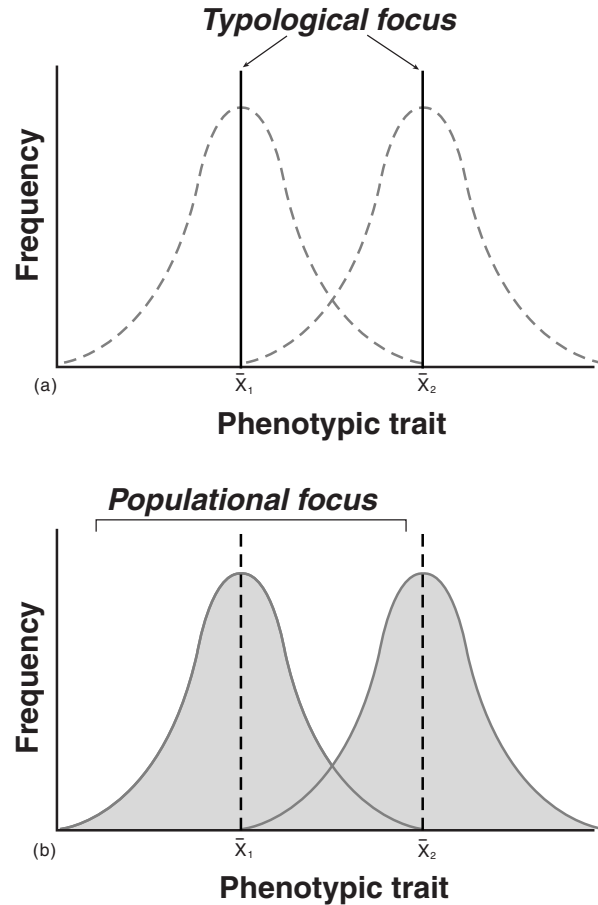 Typological focus
Frequency
(a)
X̄₁
X̄₂
Phenotypic trait
Populational focus
Frequency
(b)
X̄₁
X̄₂
Phenotypic trait